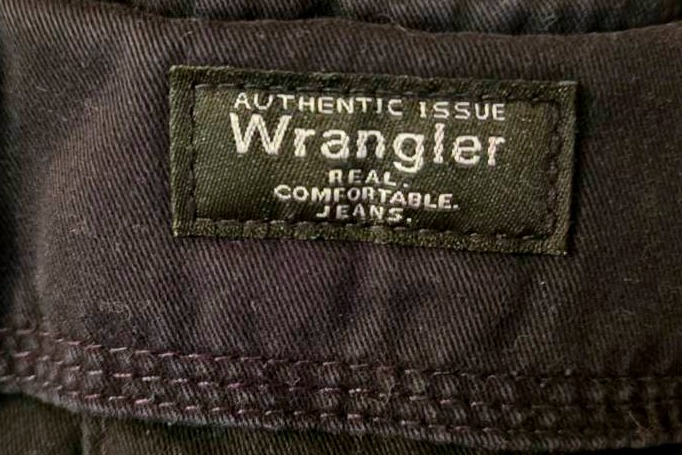 AUTHENTIC ISSUE
Wrangler
REAL.
COMFORTABLE.
JEANS.